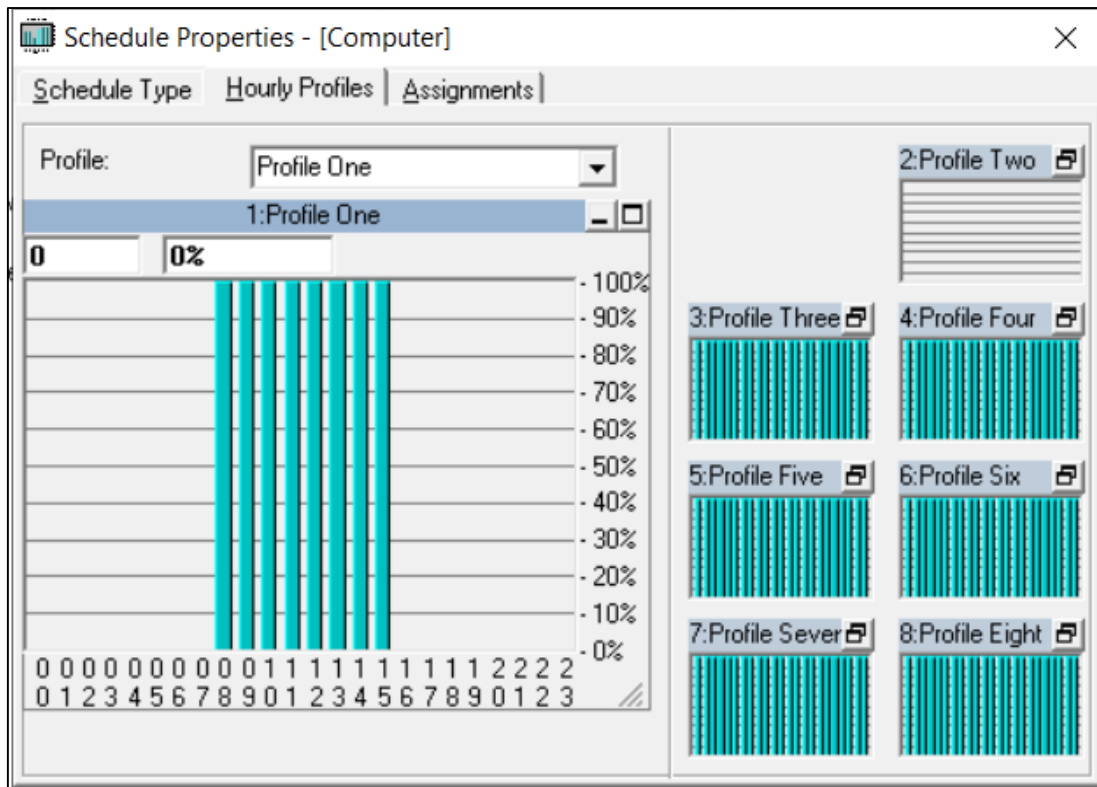 Schedule Properties - [Computer]
Schedule Type Hourly Profiles Assignments
Profile: Profile One
1:Profile One
0 0%
- 100%
- 90%
- 80%
- 70%
- 60%
- 50%
- 40%
- 30%
- 20%
- 10%
- 0%
0 0 0 0 0 0 0 0 0 0 1 1 1 1 1 1 1 1 1 1 2 2 2 2
0 1 2 3 4 5 6 7 8 9 0 1 2 3 4 5 6 7 8 9 0 1 2 3
2:Profile Two
3:Profile Three 4:Profile Four
5:Profile Five 6:Profile Six
7:Profile Sever 8:Profile Eight